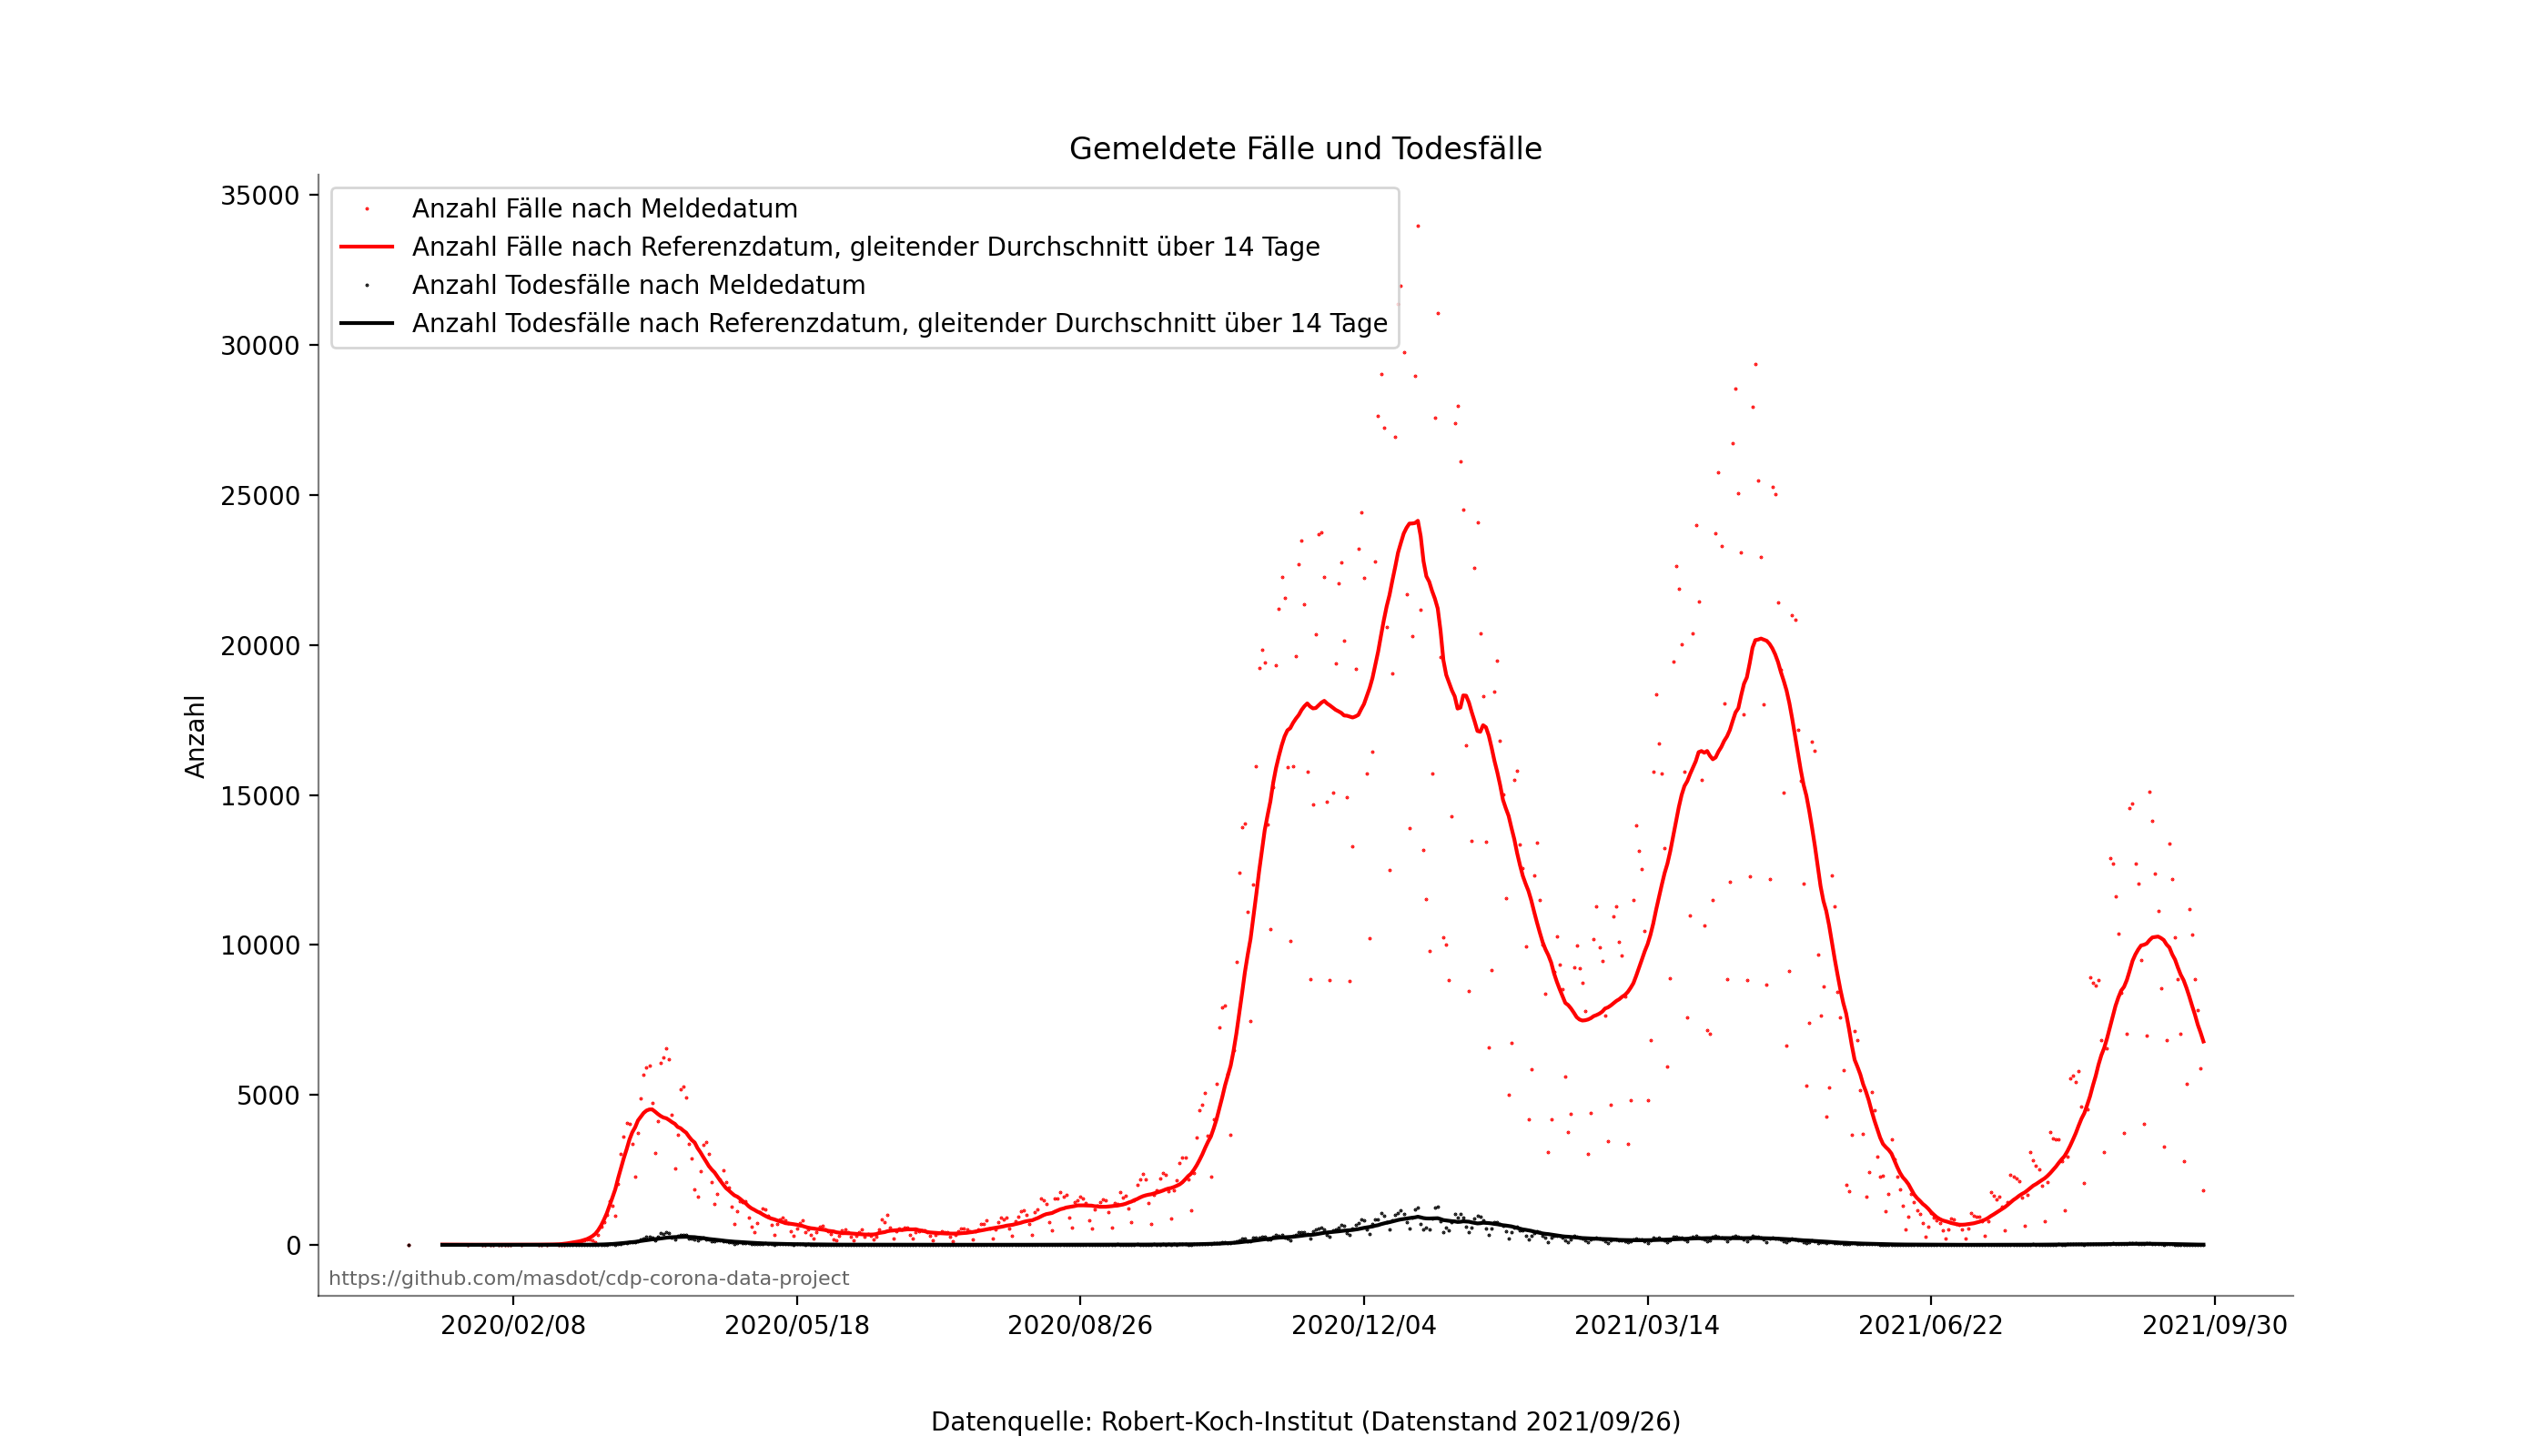 Gemeldete Fälle und Todesfälle
Anzahl Fälle nach Meldedatum
Anzahl Fälle nach Referenzdatum, gleitender Durchschnitt über 14 Tage
Anzahl Todesfälle nach Meldedatum
Anzahl Todesfälle nach Referenzdatum, gleitender Durchschnitt über 14 Tage
35000
30000
25000
20000
15000
10000
5000
0
Anzahl
https://github.com/masdot/cdp-corona-data-project
2020/02/08 2020/05/18 2020/08/26 2020/12/04 2021/03/14 2021/06/22 2021/09/30
Datenquelle: Robert-Koch-Institut (Datenstand 2021/09/26)